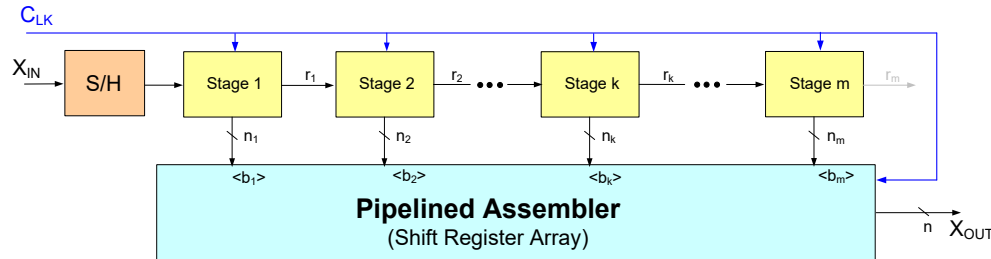 CLK
XIN
S/H
Stage 1
r1
Stage 2
r2
•••
Stage k
rk
•••
Stage m
rm
n1
n2
nk
nm
<b1>
<b2>
<bk>
<bm>
Pipelined Assembler
(Shift Register Array)
n
XOUT